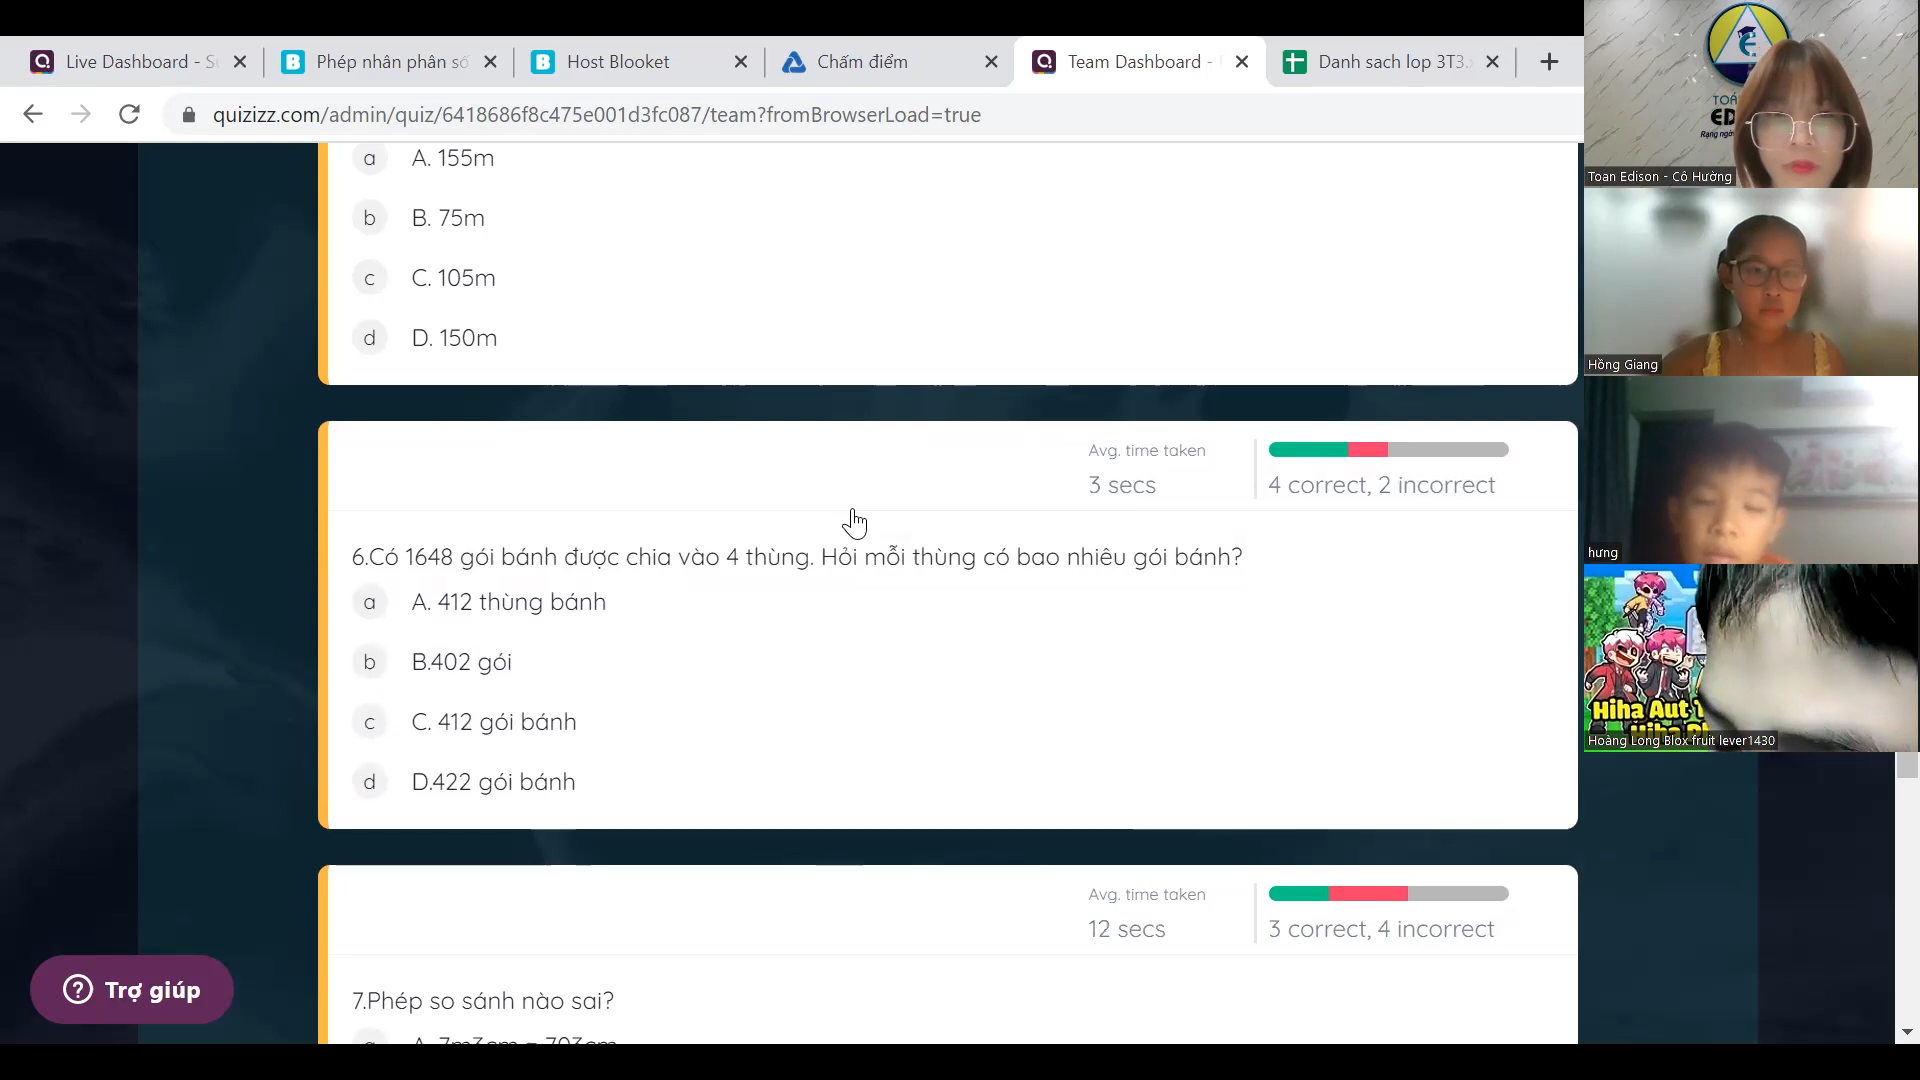 Live Dashboard - S
Phép nhân phân số
Host Blooket
Chấm điểm
Team Dashboard -
Danh sach lop 3T3.
quizizz.com/admin/quiz/6418686f8c475e001d3fc087/team?fromBrowserLoad=true
a A. 155m
b B. 75m
c C. 105m
d D. 150m
Avg. time taken
3 secs
4 correct, 2 incorrect
6.Có 1648 gói bánh được chia vào 4 thùng. Hỏi mỗi thùng có bao nhiêu gói bánh?
a A. 412 thùng bánh
b B.402 gói
c C. 412 gói bánh
d D.422 gói bánh
Avg. time taken
12 secs
3 correct, 4 incorrect
7.Phép so sánh nào sai?
a A. 7m3cm = 703cm
Trợ giúp
Toan Edison - Cô Hường
Hồng Giang
hưng
Hiha Aut
Hoàng Long Blox fruit lever1430